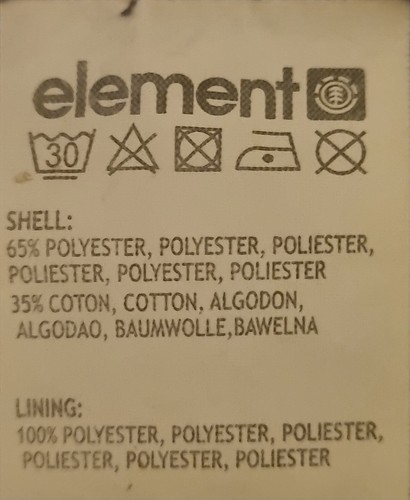 element
30
SHELL:
65% POLYESTER, POLYESTER, POLIESTER,
POLIESTER, POLYESTER, POLIESTER
35% COTON, COTTON, ALGODON,
ALGODAO, BAUMWOLLE,BAWELNA
LINING:
100% POLYESTER, POLYESTER, POLIESTER,
POLIESTER, POLYESTER, POLIESTER